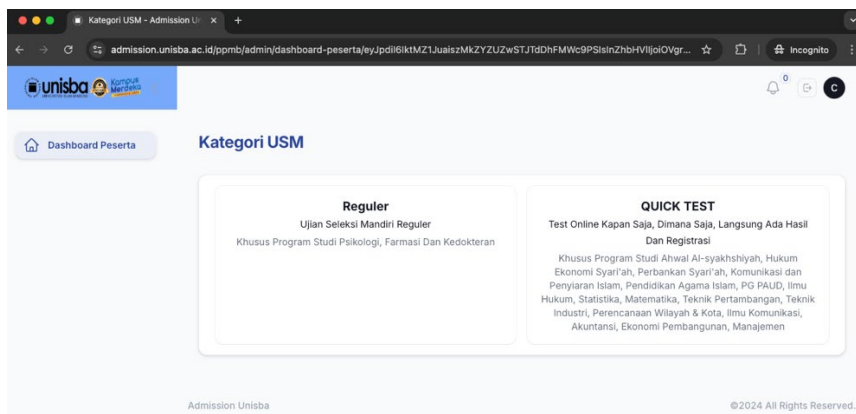 Kategori USM - Admission Un
admission.unisba.ac.id/ppmb/admin/dashboard-peserta/
Incognito
unisba Kampus Merdeka
0
C
Dashboard Peserta
Kategori USM
Reguler
Ujian Seleksi Mandiri Reguler
Khusus Program Studi Psikologi, Farmasi Dan Kedokteran
QUICK TEST
Test Online Kapan Saja, Dimana Saja, Langsung Ada Hasil
Dan Registrasi
Khusus Program Studi Ahwal Al-syakhshiyah, Hukum
Ekonomi Syari'ah, Perbankan Syari'ah, Komunikasi dan
Penyiaran Islam, Pendidikan Agama Islam, PG PAUD, Ilmu
Hukum, Statistika, Matematika, Teknik Pertambangan, Teknik
Industri, Perencanaan Wilayah & Kota, Ilmu Komunikasi,
Akuntansi, Ekonomi Pembangunan, Manajemen
Admission Unisba
©2024 All Rights Reserved.